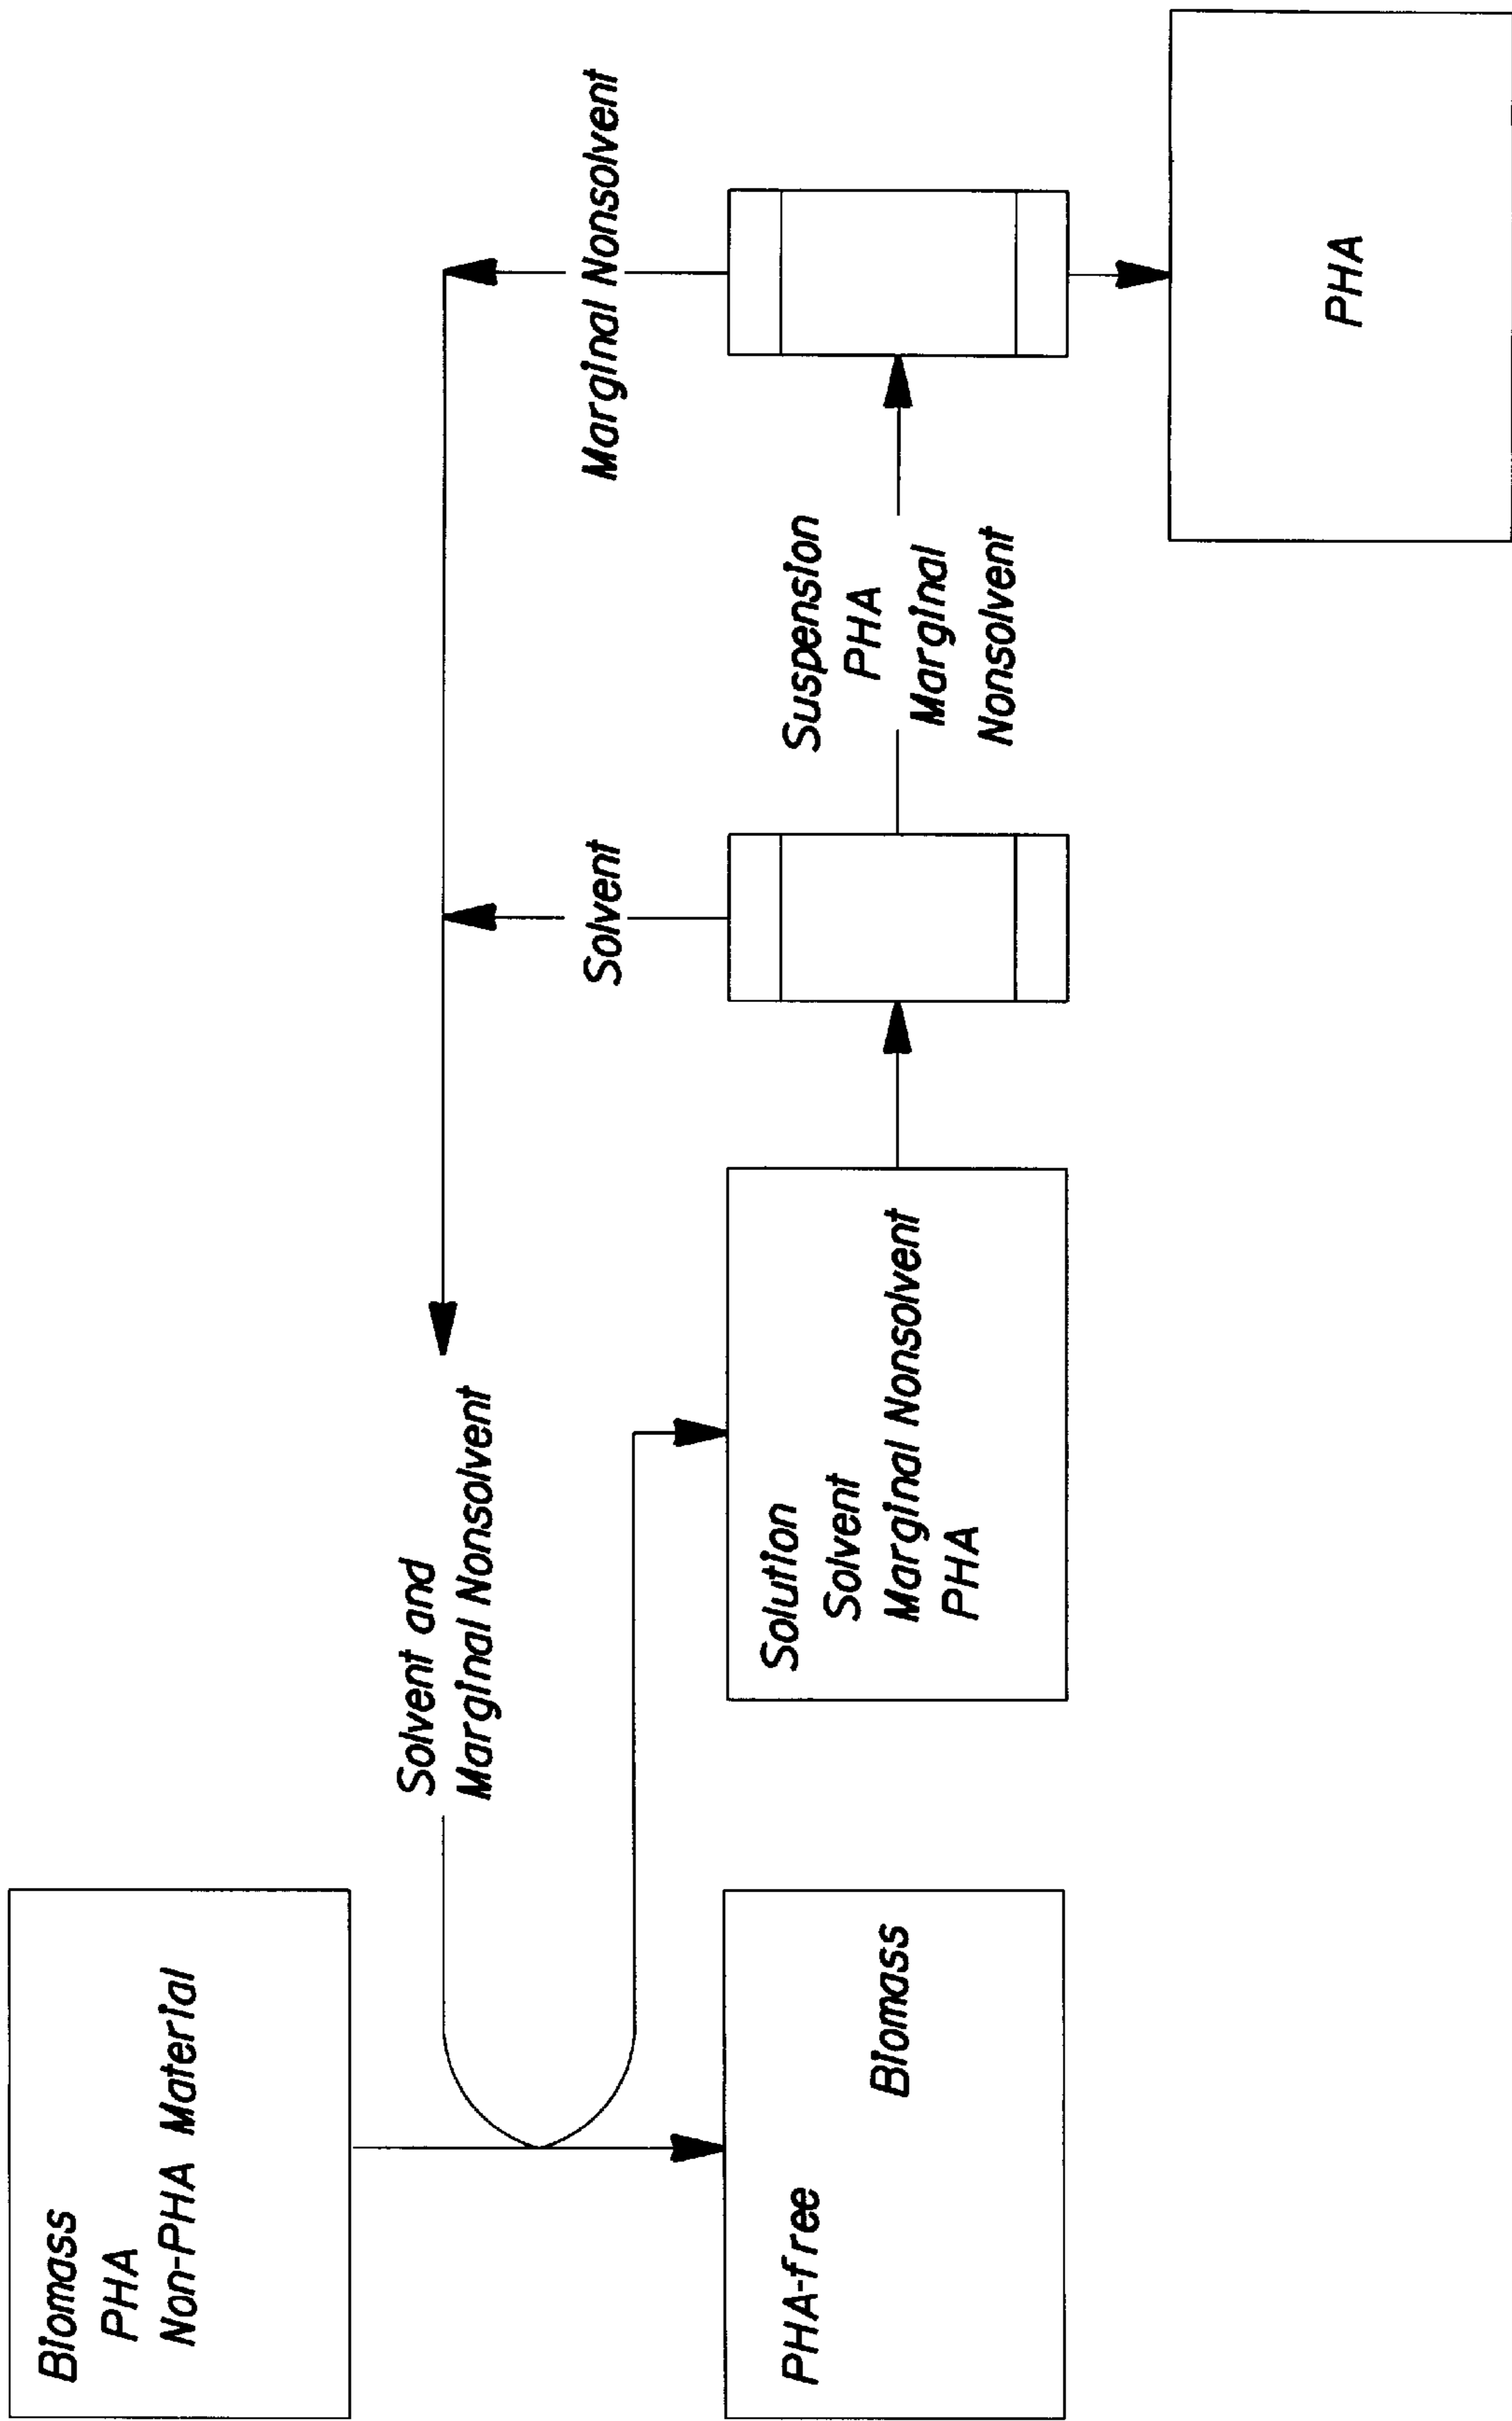 Biomass
PHA
Non-PHA Material
Solvent and
Marginal Nonsolvent
Solvent
Marginal Nonsolvent
PHA-free
Biomass
Solution
Solvent
Marginal Nonsolvent
PHA
Suspension
PHA
Marginal
Nonsolvent
PHA